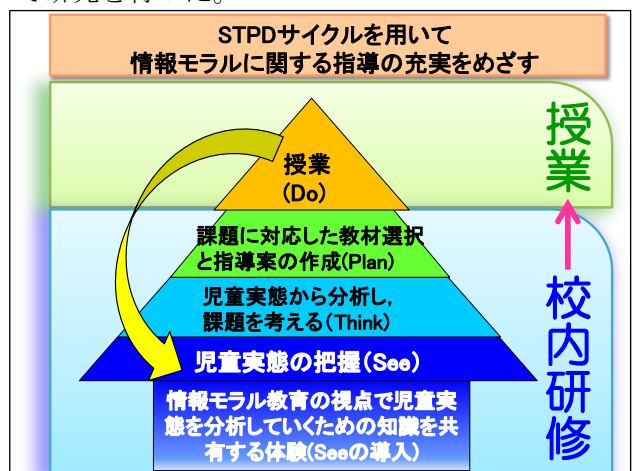 STPDサイクルを用いて
情報モラルに関する指導の充実をめざす
授業
授業
(Do)
課題に対応した教材選択
と指導案の作成(Plan)
児童実態から分析し,
課題を考える(Think)
児童実態の把握(See)
校内研修
情報モラル教育の視点で児童実
態を分析していくための知識を共
有する体験(Seeの導入)